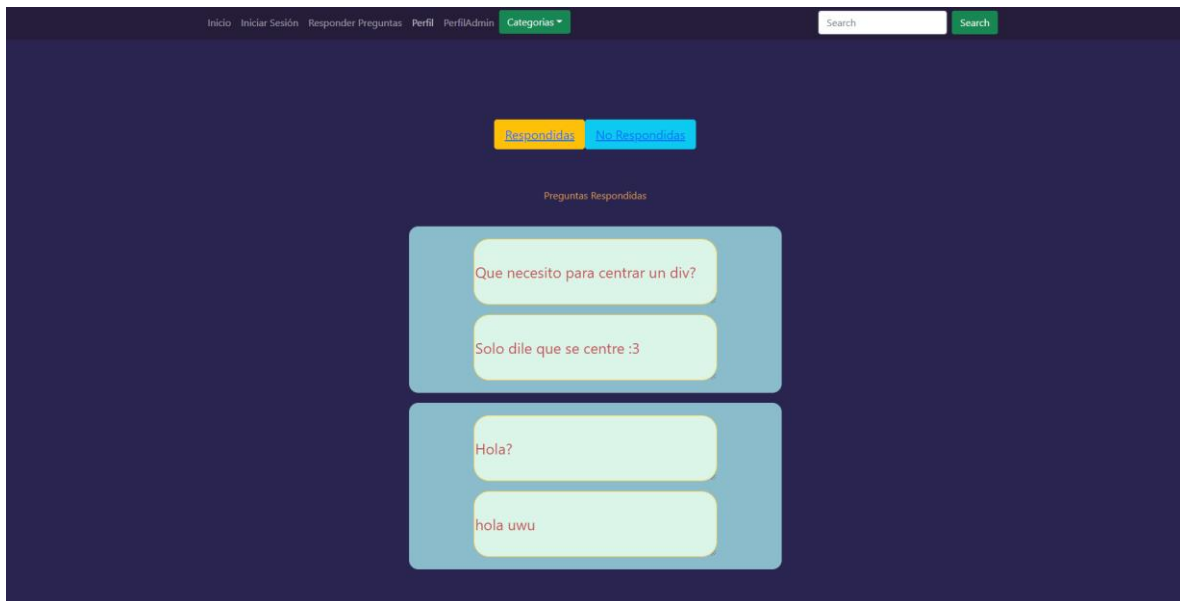 Inicio Iniciar Sesión Responder Preguntas Perfil PerfilAdmin Categorias Search Search
Respondidas No Respondidas
Preguntas Respondidas
Que necesito para centrar un div?
Solo dile que se centre :3
Hola?
hola uwu